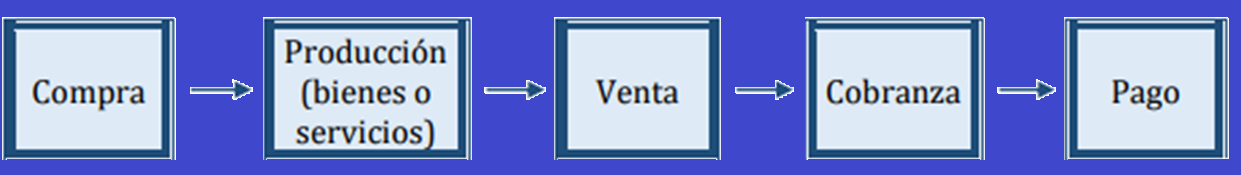 Compra
Producción
(bienes o
servicios)
Venta
Cobranza
Pago